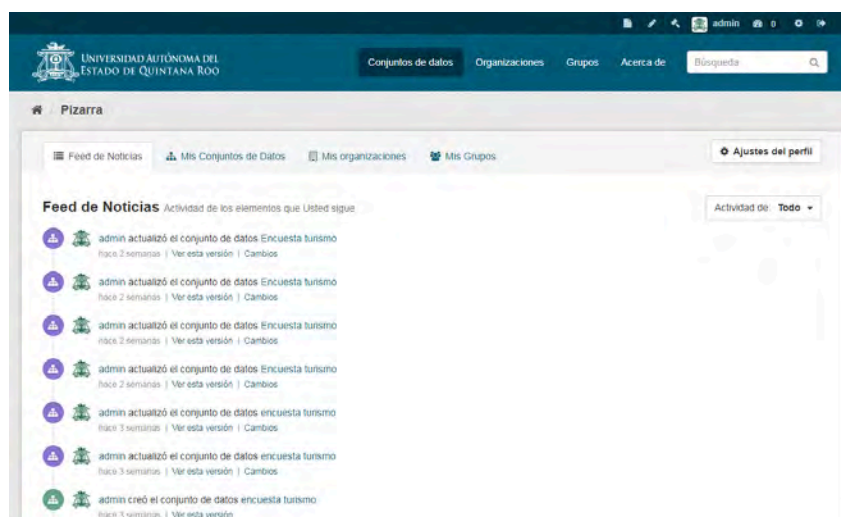 admin 0
UNIVERSIDAD AUTÓNOMA DEL
ESTADO DE QUINTANA ROO
Conjuntos de datos Organizaciones Grupos Acerca de Búsqueda
/ Pizarra
Feed de Noticias Mis Conjuntos de Datos Mis organizaciones Mis Grupos Ajustes del perfil
Feed de Noticias Actividad de los elementos que Usted sigue Actividad de: Todo
admin actualizó el conjunto de datos Encuesta turismo
hace 2 semanas | Ver esta versión | Cambios
admin actualizó el conjunto de datos Encuesta turismo
hace 2 semanas | Ver esta versión | Cambios
admin actualizó el conjunto de datos Encuesta turismo
hace 2 semanas | Ver esta versión | Cambios
admin actualizó el conjunto de datos Encuesta turismo
hace 2 semanas | Ver esta versión | Cambios
admin actualizó el conjunto de datos encuesta turismo
hace 3 semanas | Ver esta versión | Cambios
admin actualizó el conjunto de datos encuesta turismo
hace 3 semanas | Ver esta versión | Cambios
admin creó el conjunto de datos encuesta turismo
hace 3 semanas | Ver esta versión